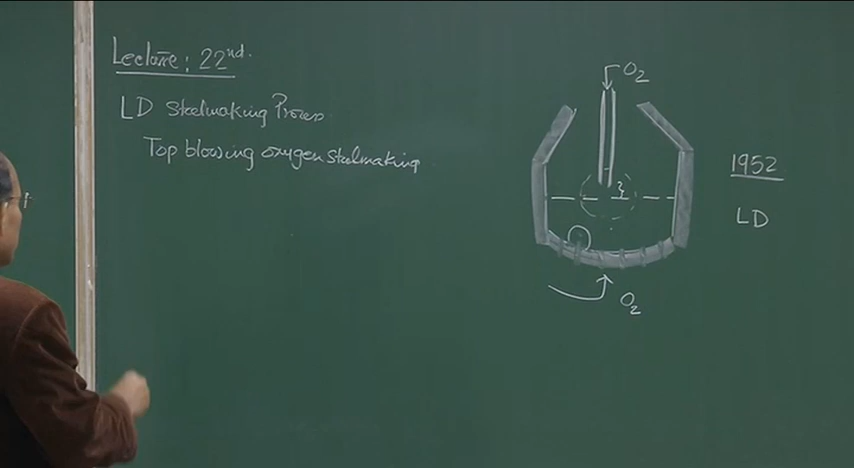 Lecture: 22nd.
LD Steelmaking Process
Top blowing oxygen steelmaking
O2
1952
LD
O2